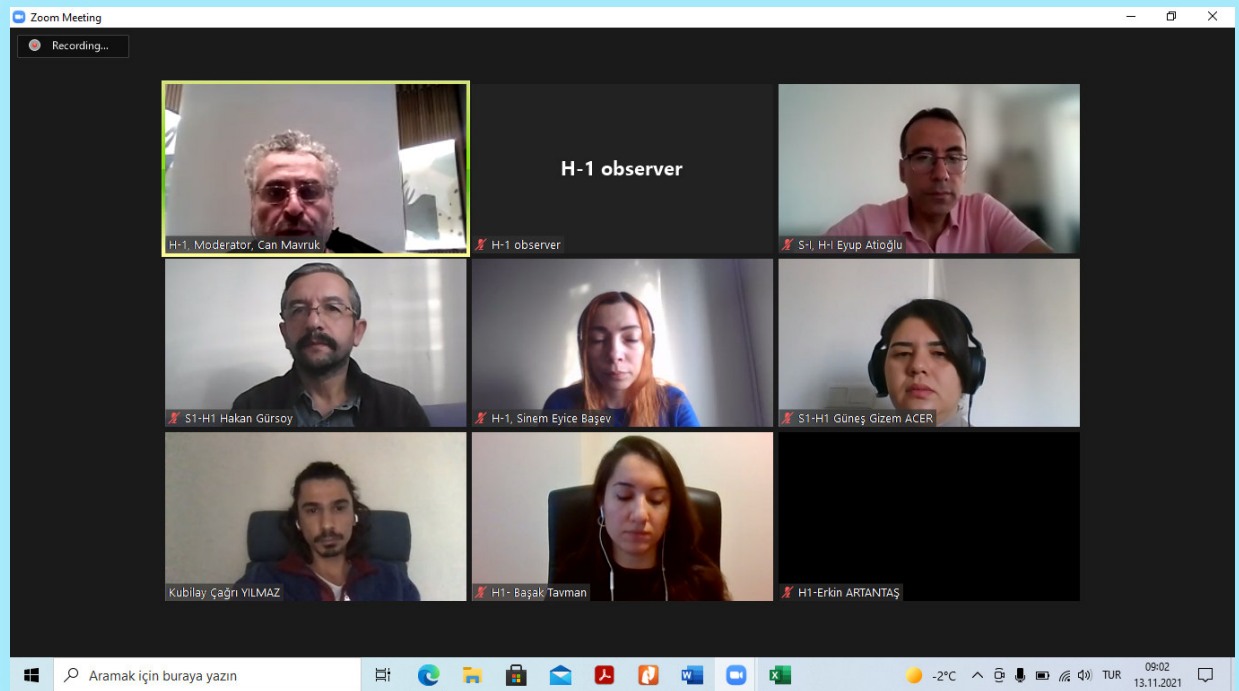 Zoom Meeting
Recording...
H-1, Moderator, Can Mavruk
H-1 observer
H-1 observer
S-I, H-I Eyup Atioğlu
S1-H1 Hakan Gürsoy
H-1, Sinem Eyice Başev
S1-H1 Güneş Gizem ACER
Kubilay Çağrı YILMAZ
H1- Başak Tavman
H1-Erkin ARTANTAŞ
Aramak için buraya yazın
-2°C
TUR
09:02
13.11.2021